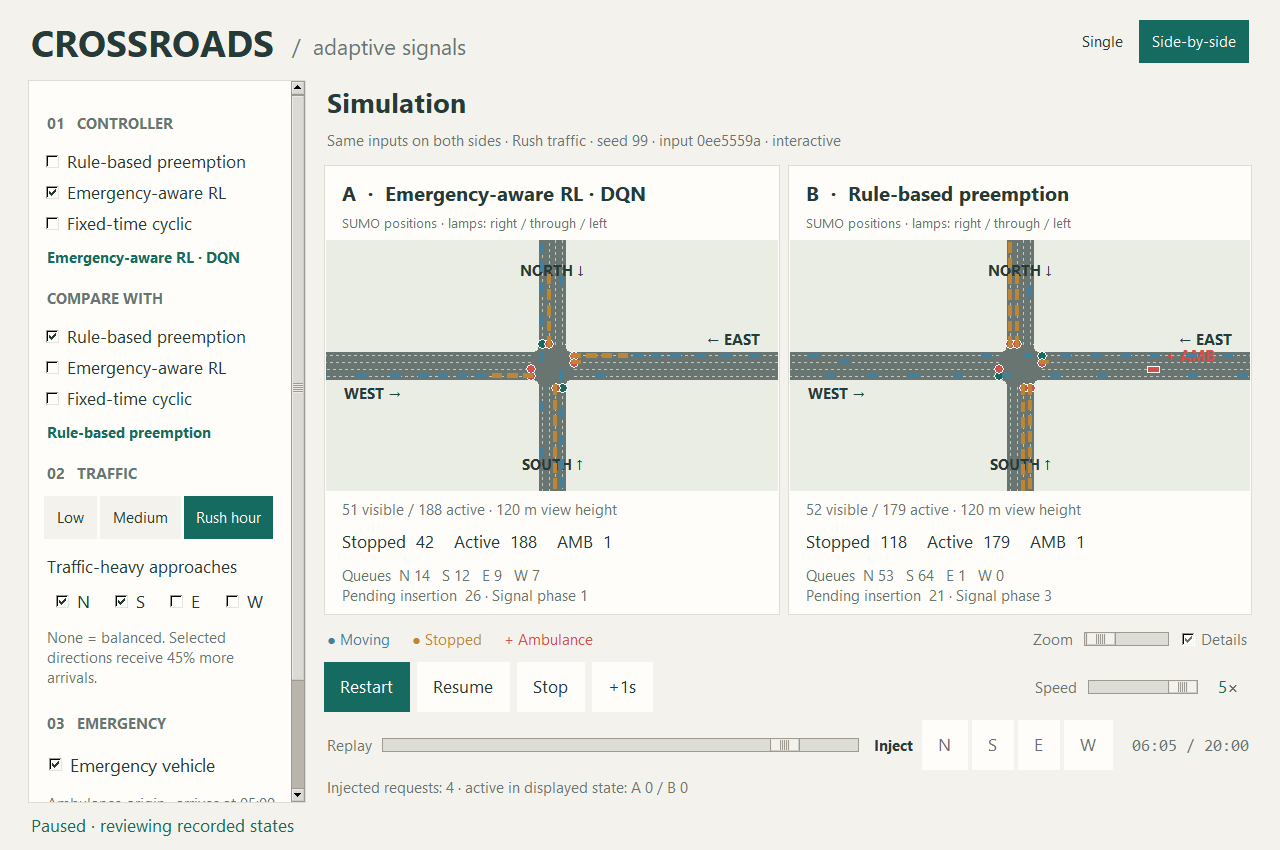 CROSSROADS / adaptive signals
Single
Side-by-side
01 CONTROLLER
Rule-based preemption
Emergency-aware RL
Fixed-time cyclic
Emergency-aware RL · DQN
COMPARE WITH
Rule-based preemption
Emergency-aware RL
Fixed-time cyclic
Rule-based preemption
02 TRAFFIC
Low
Medium
Rush hour
Traffic-heavy approaches
N
S
E
W
None = balanced. Selected
directions receive 45% more
arrivals.
03 EMERGENCY
Emergency vehicle
Ambulance origin · arrives at 05:00
Simulation
Same inputs on both sides · Rush traffic · seed 99 · input 0ee5559a · interactive
A · Emergency-aware RL · DQN
SUMO positions · lamps: right / through / left
NORTH ↓
← EAST
WEST →
SOUTH ↑
51 visible / 188 active · 120 m view height
Stopped 42 Active 188 AMB 1
Queues N 14 S 12 E 9 W 7
Pending insertion 26 · Signal phase 1
B · Rule-based preemption
SUMO positions · lamps: right / through / left
NORTH ↓
← EAST
+ AMB
WEST →
SOUTH ↑
52 visible / 179 active · 120 m view height
Stopped 118 Active 179 AMB 1
Queues N 53 S 64 E 1 W 0
Pending insertion 21 · Signal phase 3
● Moving ● Stopped + Ambulance
Zoom
Details
Restart
Resume
Stop
+1s
Speed
5×
Replay
Inject
N
S
E
W
06:05 / 20:00
Injected requests: 4 · active in displayed state: A 0 / B 0
Paused · reviewing recorded states